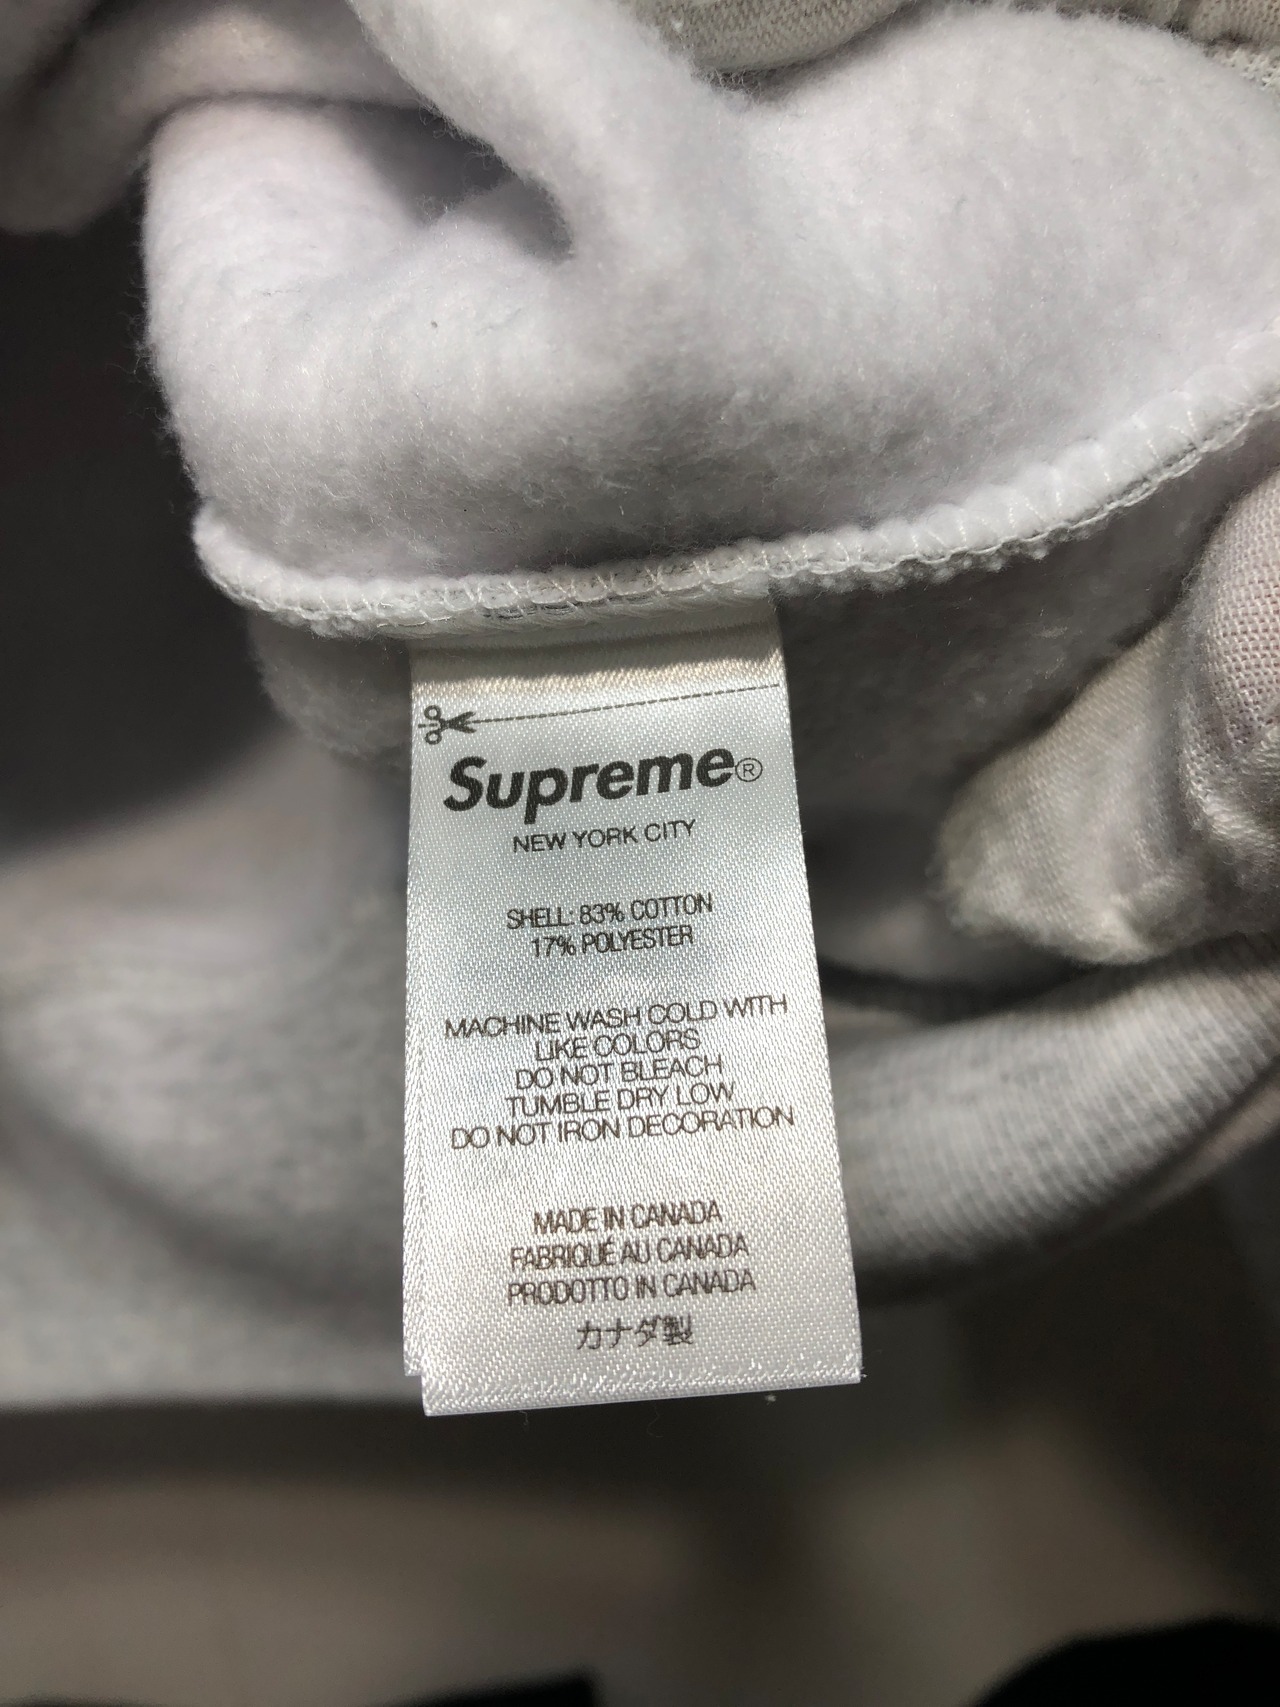 Supreme®
NEW YORK CITY
SHELL: 83% COTTON
17% POLYESTER
MACHINE WASH COLD WITH
LIKE COLORS
DO NOT BLEACH
TUMBLE DRY LOW
DO NOT IRON DECORATION
MADE IN CANADA
FABRIQUÉ AU CANADA
PRODOTTO IN CANADA
カナダ製